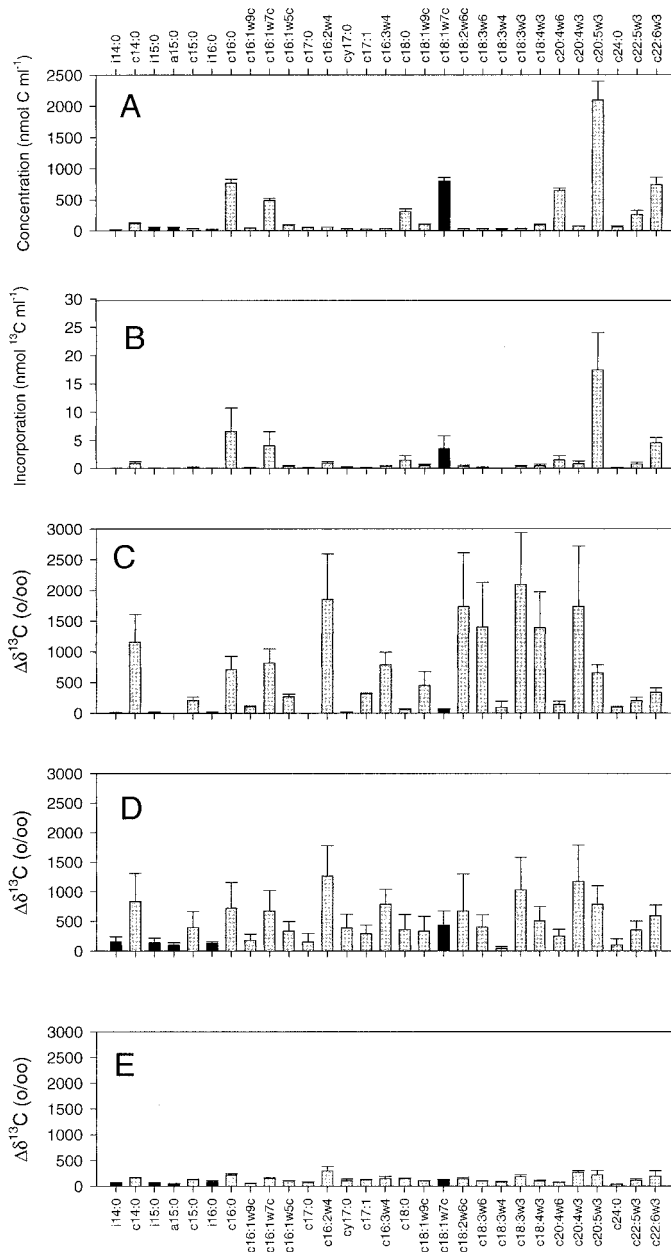 i14:0
c14:0
i15:0
a15:0
c15:0
i16:0
c16:0
c16:1w9c
c16:1w7c
c16:1w5c
c17:0
c16:2w4
cy17:0
c17:1
c16:3w4
c18:0
c18:1w9c
c18:1w7c
c18:2w6c
c18:3w6
c18:3w4
c18:3w3
c18:4w3
c20:4w6
c20:4w3
c20:5w3
c24:0
c22:5w3
c22:6w3
A
Concentration (nmol C ml⁻¹)
2500
2000
1500
1000
500
0
B
Incorporation (nmol ¹³C ml⁻¹)
30
25
20
15
10
5
0
C
Δδ¹³C (o/oo)
3000
2500
2000
1500
1000
500
0
D
Δδ¹³C (o/oo)
3000
2500
2000
1500
1000
500
0
E
Δδ¹³C (o/oo)
3000
2500
2000
1500
1000
500
0
i14:0
c14:0
i15:0
a15:0
c15:0
i16:0
c16:0
c16:1w9c
c16:1w7c
c16:1w5c
c17:0
c16:2w4
cy17:0
c17:1
c16:3w4
c18:0
c18:1w9c
c18:1w7c
c18:2w6c
c18:3w6
c18:3w4
c18:3w3
c18:4w3
c20:4w6
c20:4w3
c20:5w3
c24:0
c22:5w3
c22:6w3